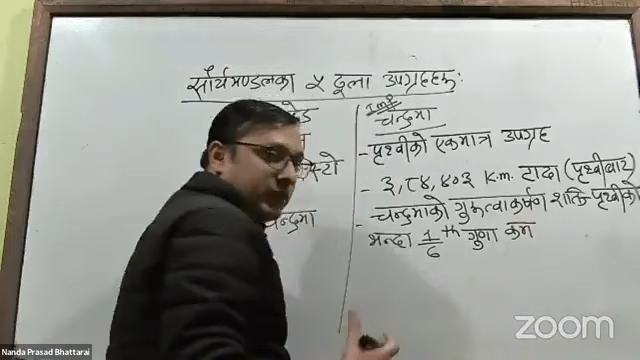 सौर्यमण्डलका ५ ठूला उपग्रहहरू:
Imp
चन्द्रमा
- पृथ्वीको एकमात्र उपग्रह
- ३,८४,४०३ K.m. टाढा (पृथ्वीबाट)
- चन्द्रमाको गुरुत्वाकर्षण शक्ति पृथ्वीको
भन्दा 1/6 th गुणा कम
चन्द्रमा
Nanda Prasad Bhattarai
zoom